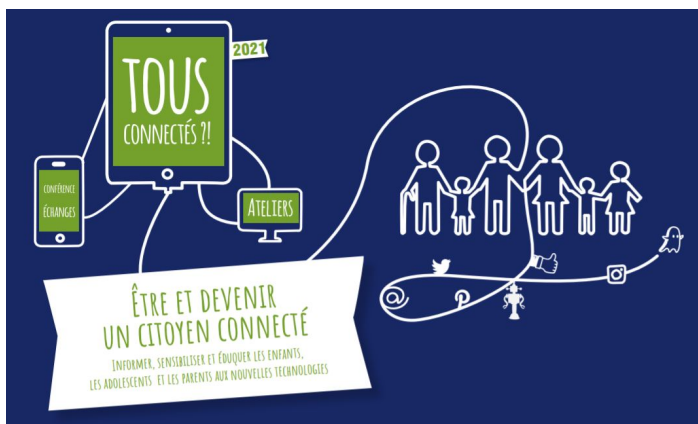 2021
TOUS
CONNECTÉS ?!
CONFÉRENCE
ÉCHANGES
ATELIERS
ÊTRE ET DEVENIR
UN CITOYEN CONNECTÉ
INFORMER, SENSIBILISER ET ÉDUQUER LES ENFANTS,
LES ADOLESCENTS ET LES PARENTS AUX NOUVELLES TECHNOLOGIES
@